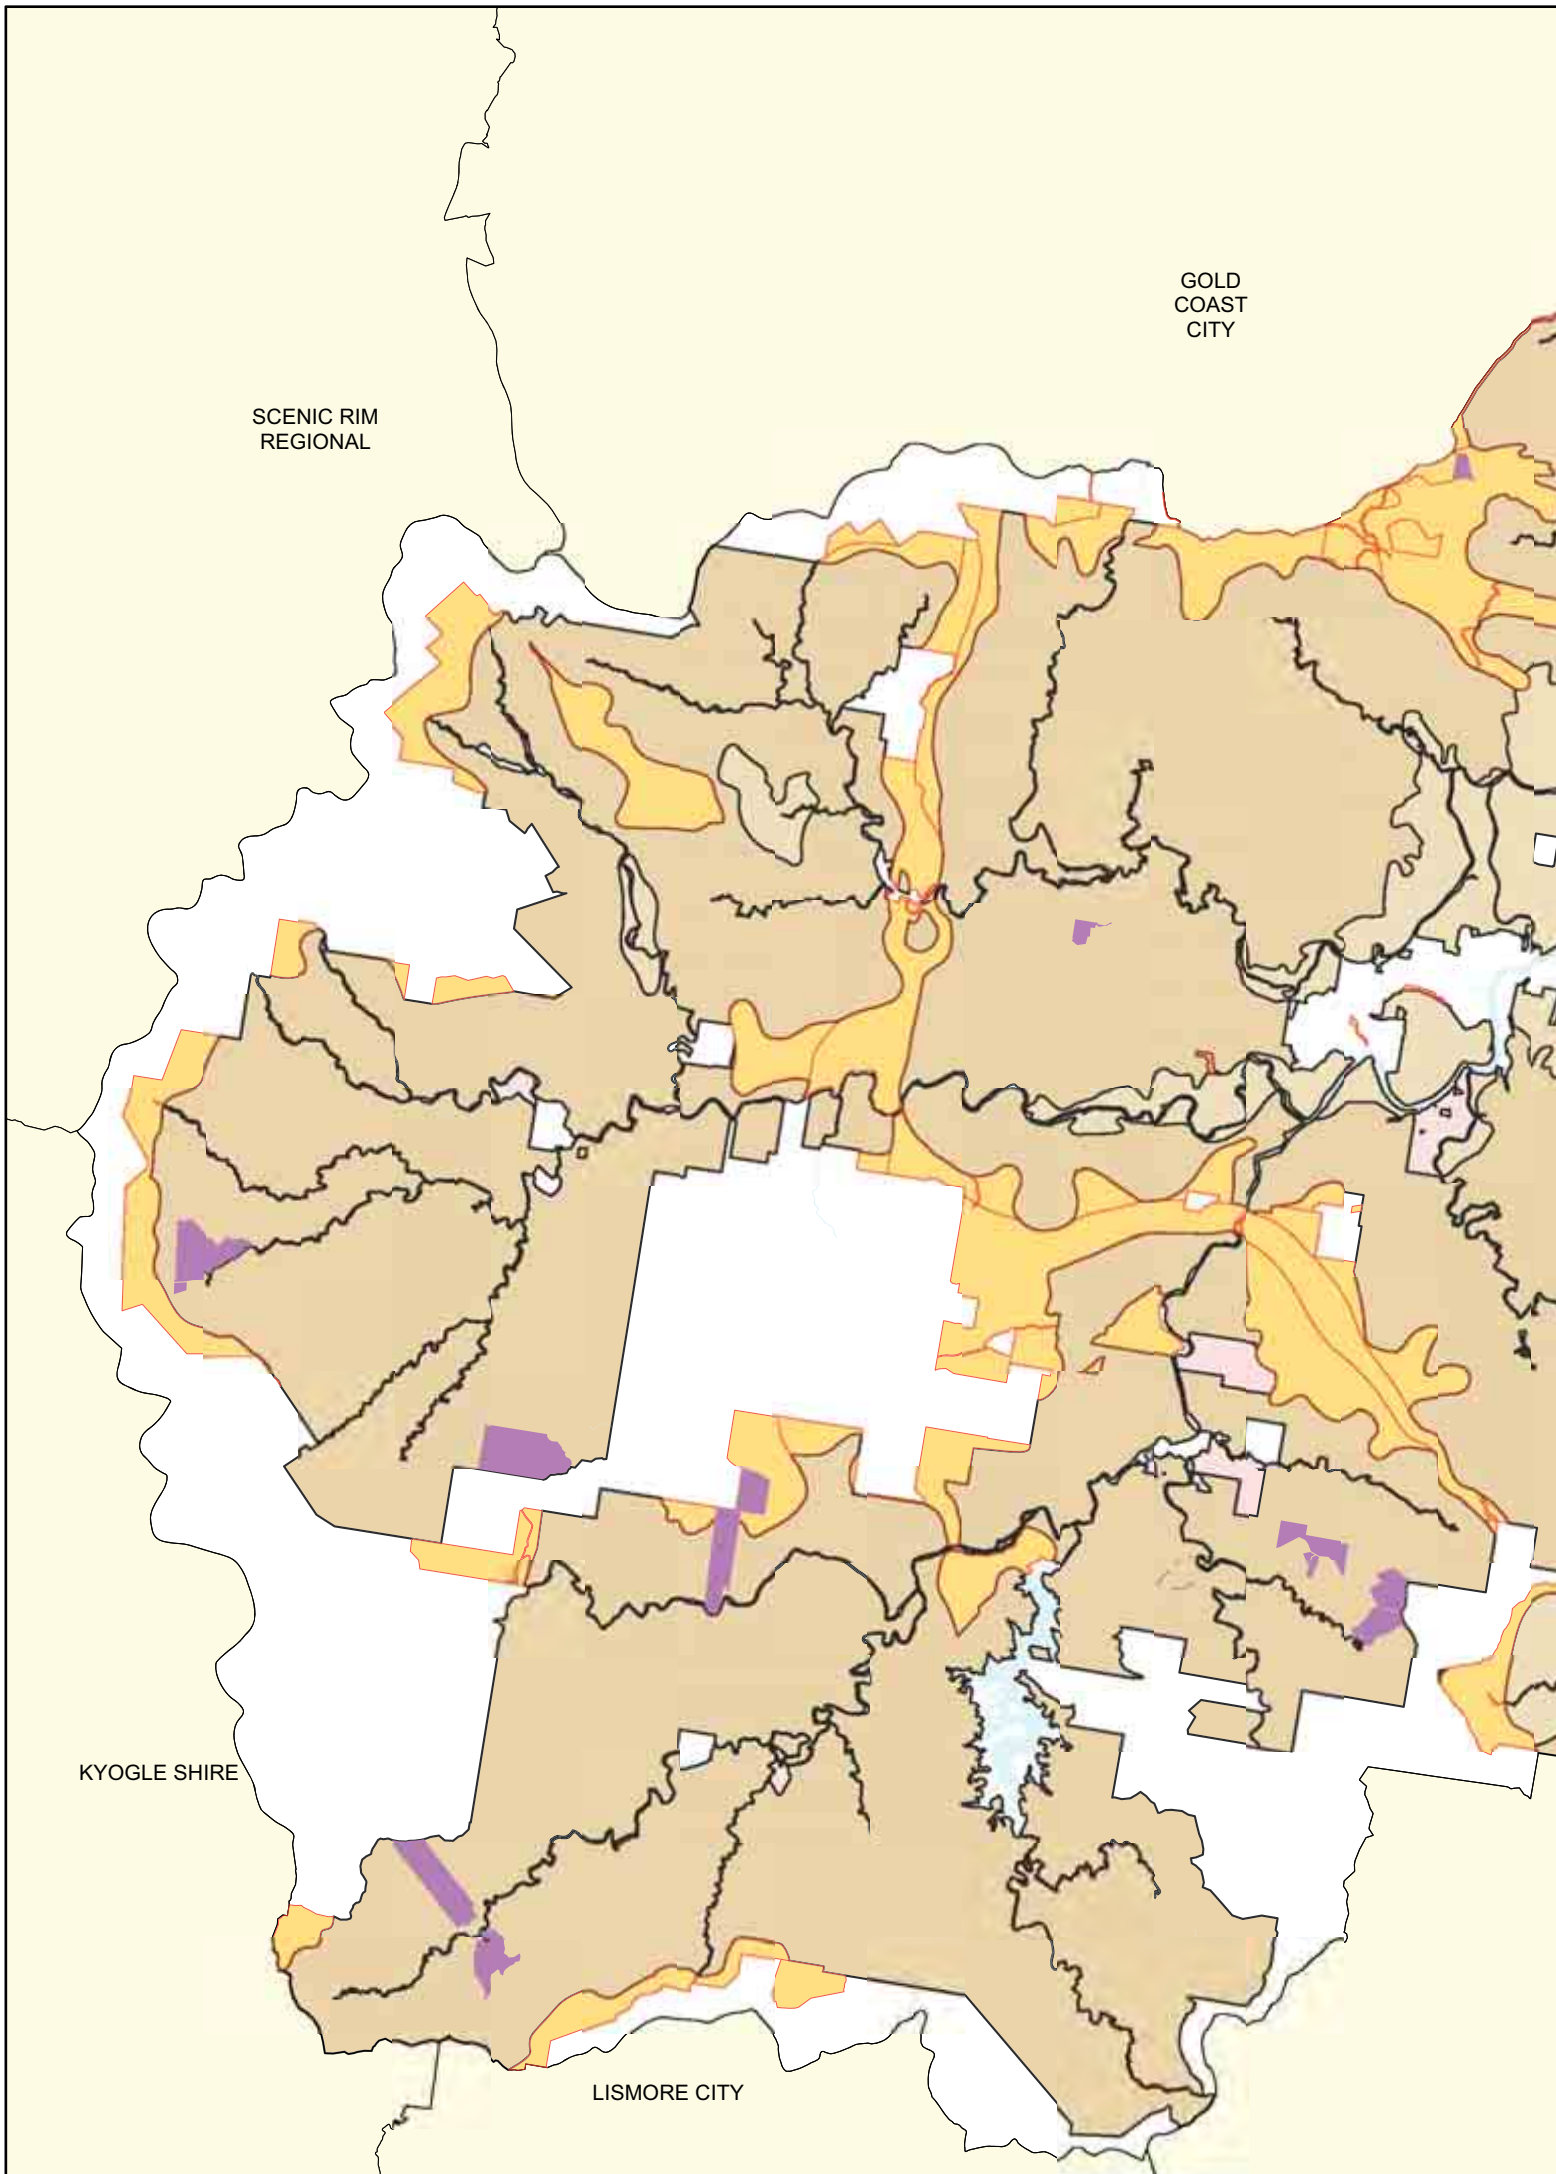 GOLD
COAST
CITY
SCENIC RIM
REGIONAL
KYOGLE SHIRE
LISMORE CITY